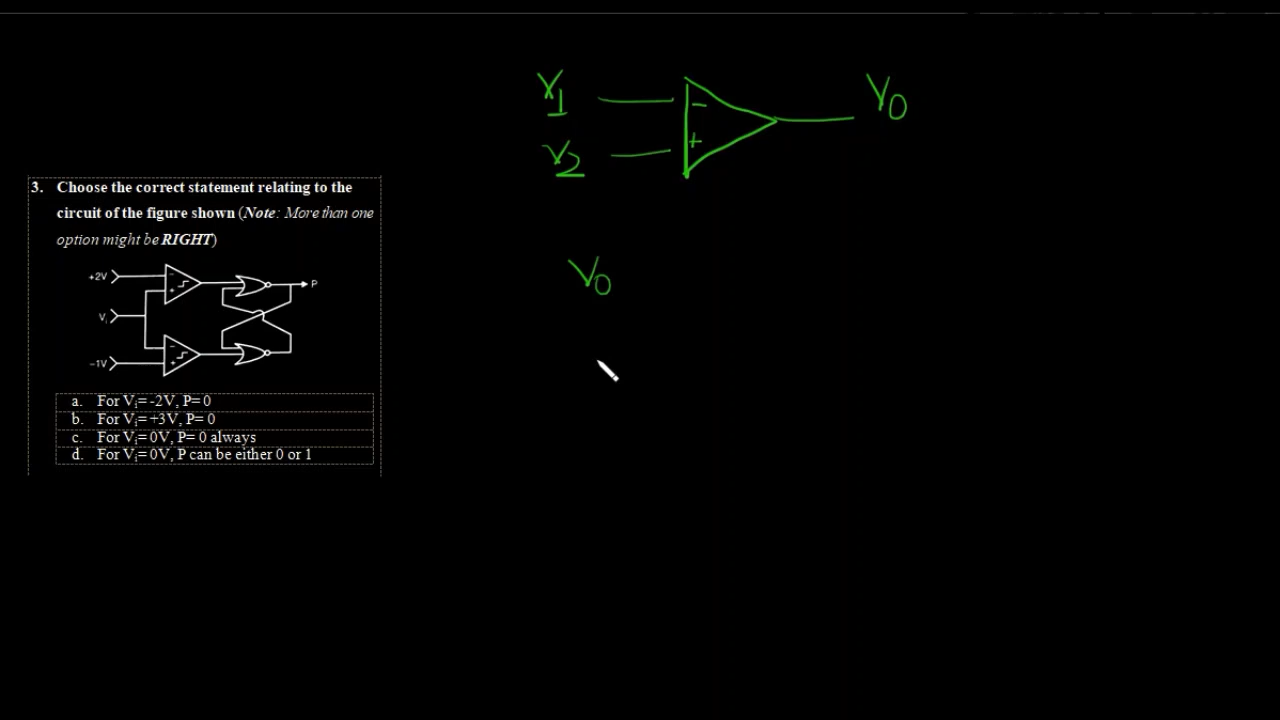 V1 − V0
V2 +
V0
3. Choose the correct statement relating to the
circuit of the figure shown (Note: More than one
option might be RIGHT)
+2V - + P
Vi
-1V - +
a. For Vi=-2V, P=0
b. For Vi=+3V, P=0
c. For Vi=0V, P=0 always
d. For Vi=0V, P can be either 0 or 1